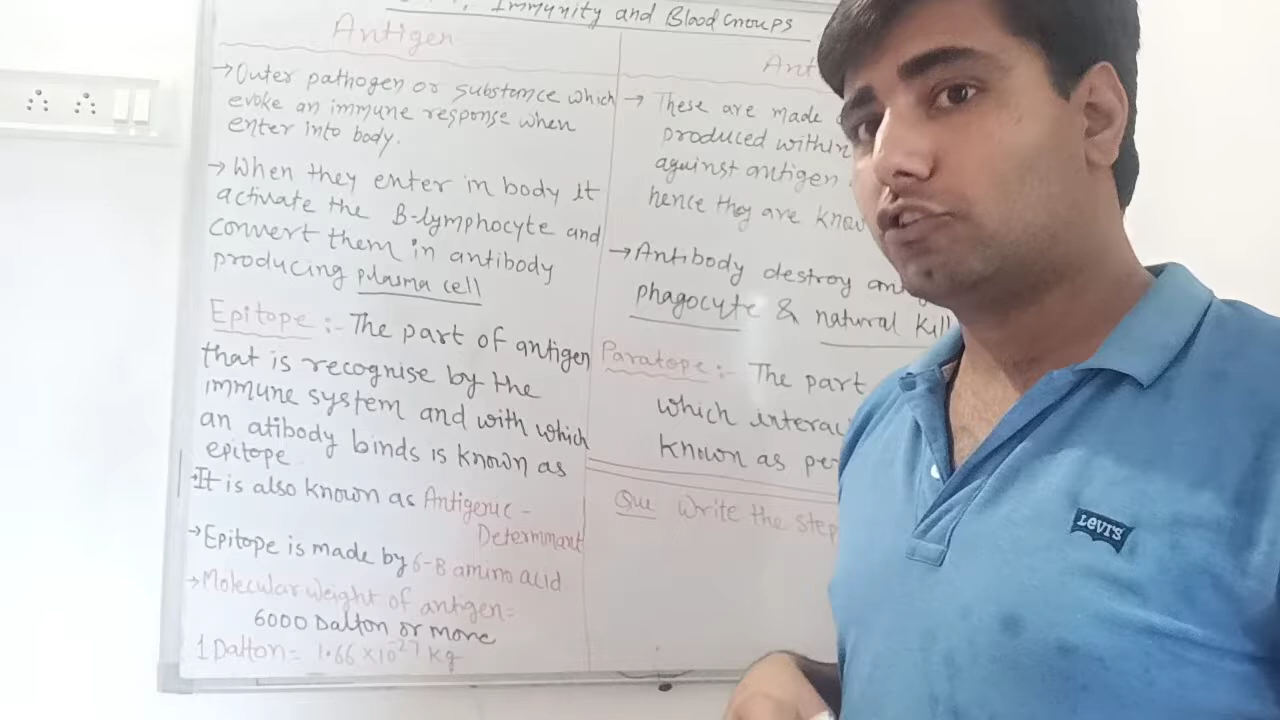 Immunity and Blood Groups
Antigen
→ Outer pathogen or substance which
evoke an immune response when
enter into body.
→ When they enter in body it
activate the B-lymphocyte and
convert them in antibody
producing plasma cell
Epitope :- The part of antigen
that is recognise by the
immune system and with which
an atibody binds is known as
epitope
→ It is also known as Antigenic -
Determinant
→ Epitope is made by 6-8 amino acid
→ Molecular weight of antigen =
6000 Dalton or more
1 Dalton = 1.66 × 10⁻²⁷ kg
Ant
→ These are made
produced within
against antigen
hence they are know
→ Antibody destroy
phagocyte & natural kill
Paratope :- The part
which interac
known as per
Que Write the step
Levi's